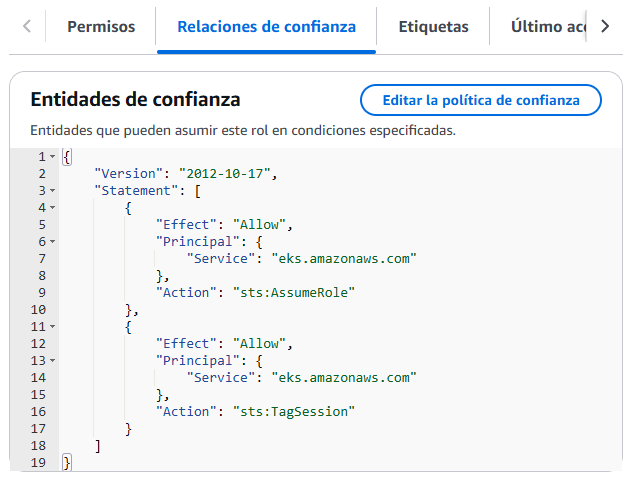 Permisos Relaciones de confianza Etiquetas Último
Entidades de confianza Editar la política de confianza
Entidades que pueden asumir este rol en condiciones especificadas.
1 {
2 "Version": "2012-10-17",
3 "Statement": [
4 {
5 "Effect": "Allow",
6 "Principal": {
7 "Service": "eks.amazonaws.com"
8 },
9 "Action": "sts:AssumeRole"
10 },
11 {
12 "Effect": "Allow",
13 "Principal": {
14 "Service": "eks.amazonaws.com"
15 },
16 "Action": "sts:TagSession"
17 }
18 ]
19 }